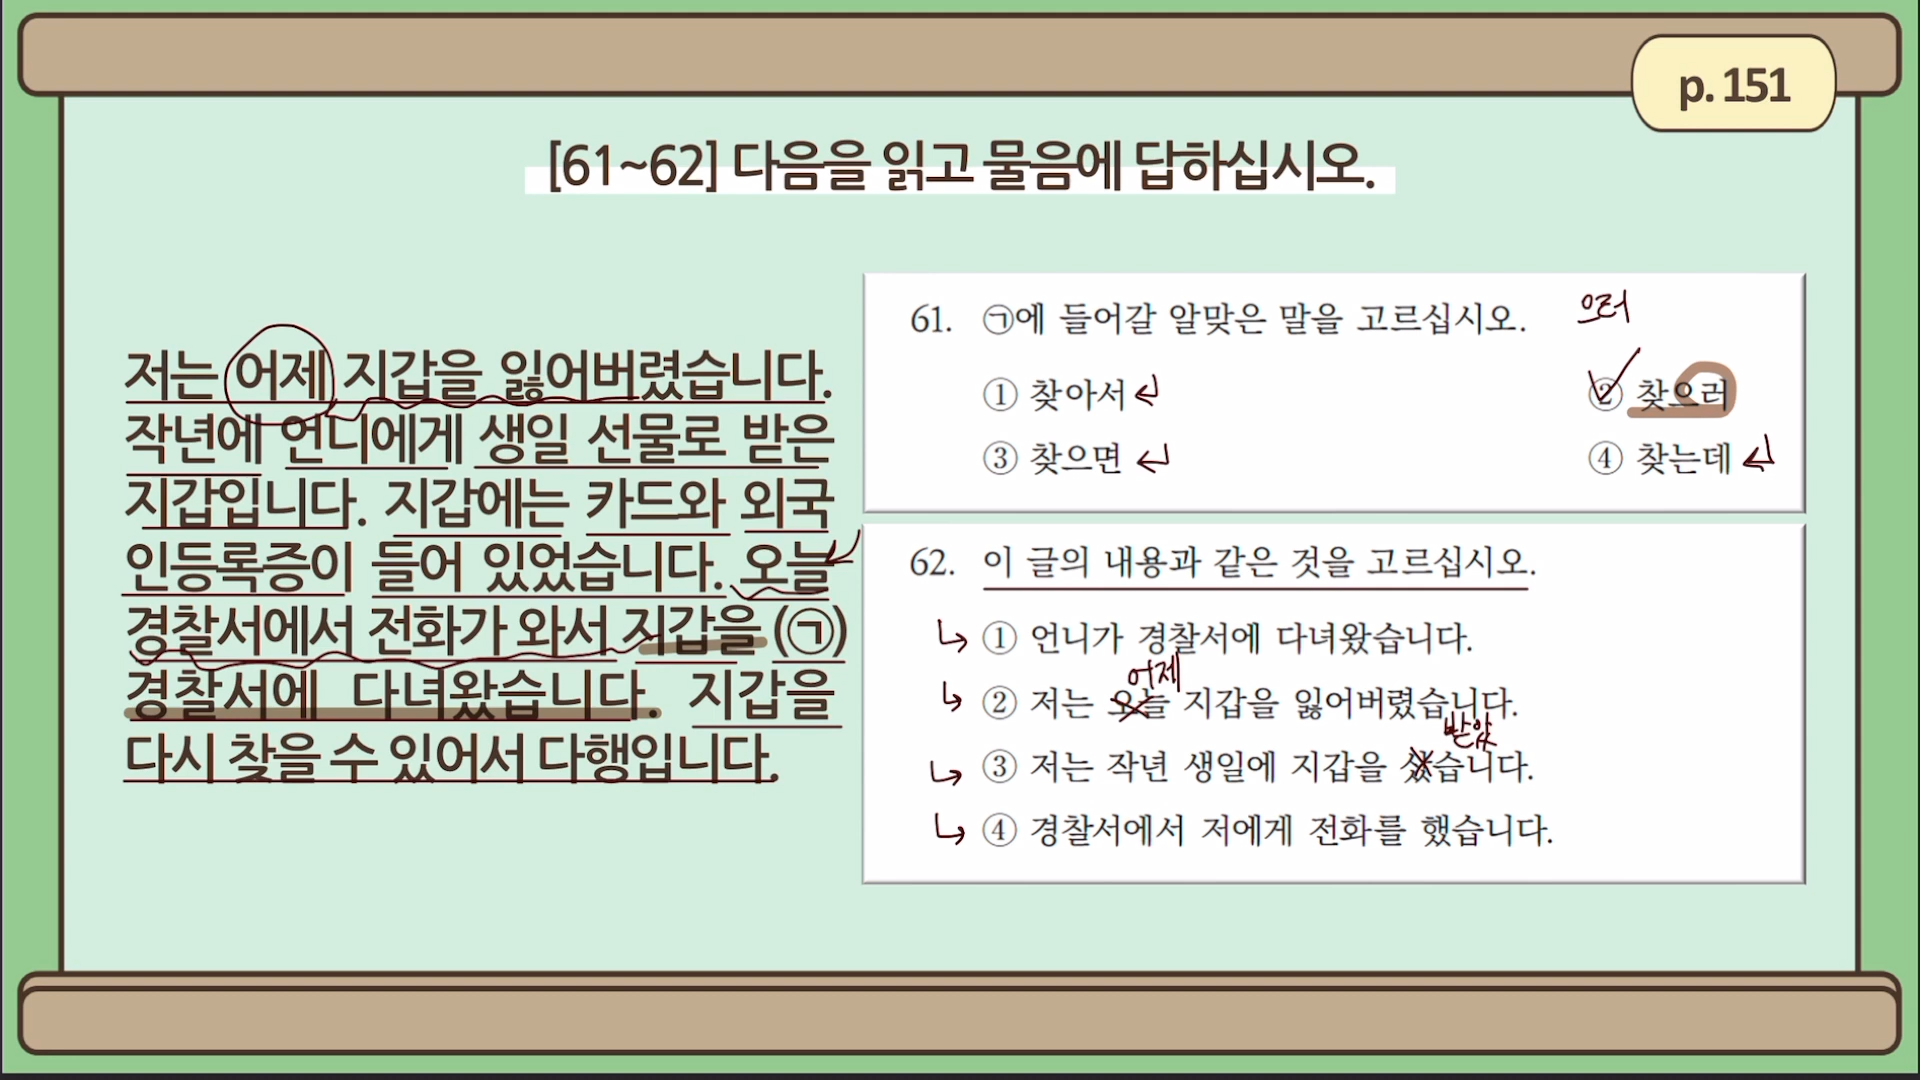 p. 151
[61~62] 다음을 읽고 물음에 답하십시오.
저는 어제 지갑을 잃어버렸습니다.
작년에 언니에게 생일 선물로 받은
지갑입니다. 지갑에는 카드와 외국
인등록증이 들어 있었습니다. 오늘
경찰서에서 전화가 와서 지갑을 (㉠)
경찰서에 다녀왔습니다. 지갑을
다시 찾을 수 있어서 다행입니다.
61. ㉠에 들어갈 알맞은 말을 고르십시오.
으러
① 찾아서
② 찾으러
③ 찾으면
④ 찾는데
62. 이 글의 내용과 같은 것을 고르십시오.
① 언니가 경찰서에 다녀왔습니다.
어제
② 저는 오늘 지갑을 잃어버렸습니다.
받았
③ 저는 작년 생일에 지갑을 샀습니다.
④ 경찰서에서 저에게 전화를 했습니다.